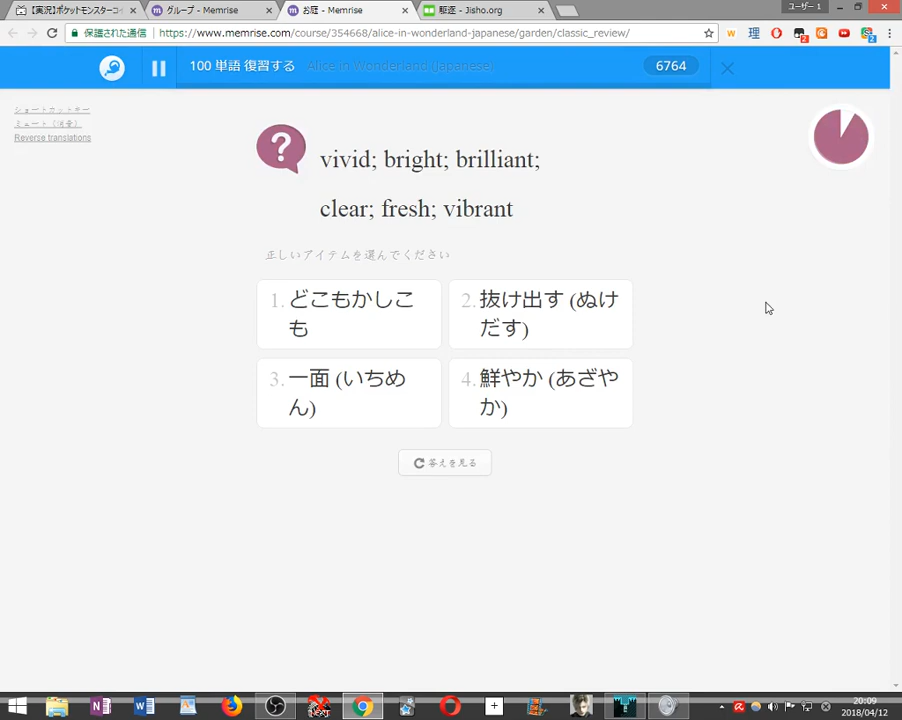 【実況】ポケットモンスターコイ
グループ - Memrise
お屁 - Memrise
駆逐 - Jisho.org
ユーザー 1
保護された通信
https://www.memrise.com/course/354668/alice-in-wonderland-japanese/garden/classic_review/
100 単語 復習する
Alice in Wonderland (Japanese)
6764
ショートカットキー
ミュート（消音）
Reverse translations
vivid; bright; brilliant;
clear; fresh; vibrant
正しいアイテムを選んでください
1. どこもかしこ
も
2. 抜け出す (ぬけ
だす)
3. 一面 (いちめ
ん)
4. 鮮やか (あざや
か)
答えを見る
20:09
2018/04/12